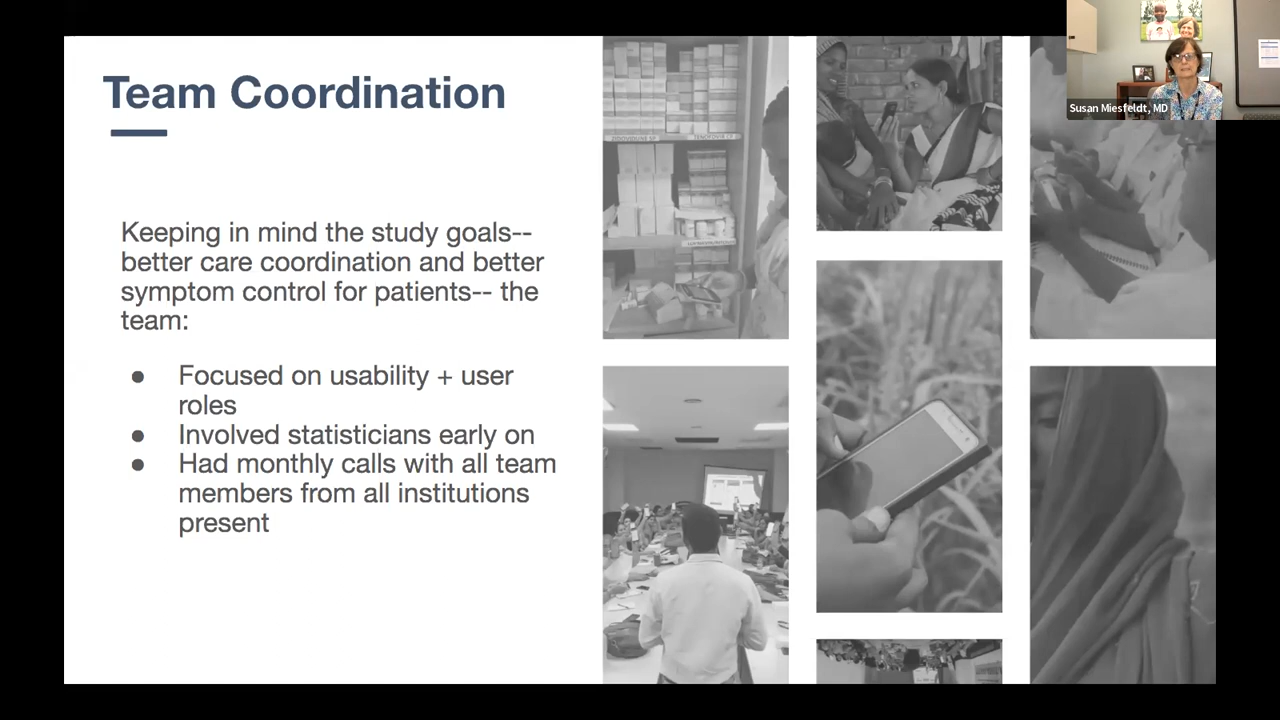 Team Coordination
Susan Miesfeldt, MD
Keeping in mind the study goals--
better care coordination and better
symptom control for patients-- the
team:
● Focused on usability + user
roles
● Involved statisticians early on
● Had monthly calls with all team
members from all institutions
present